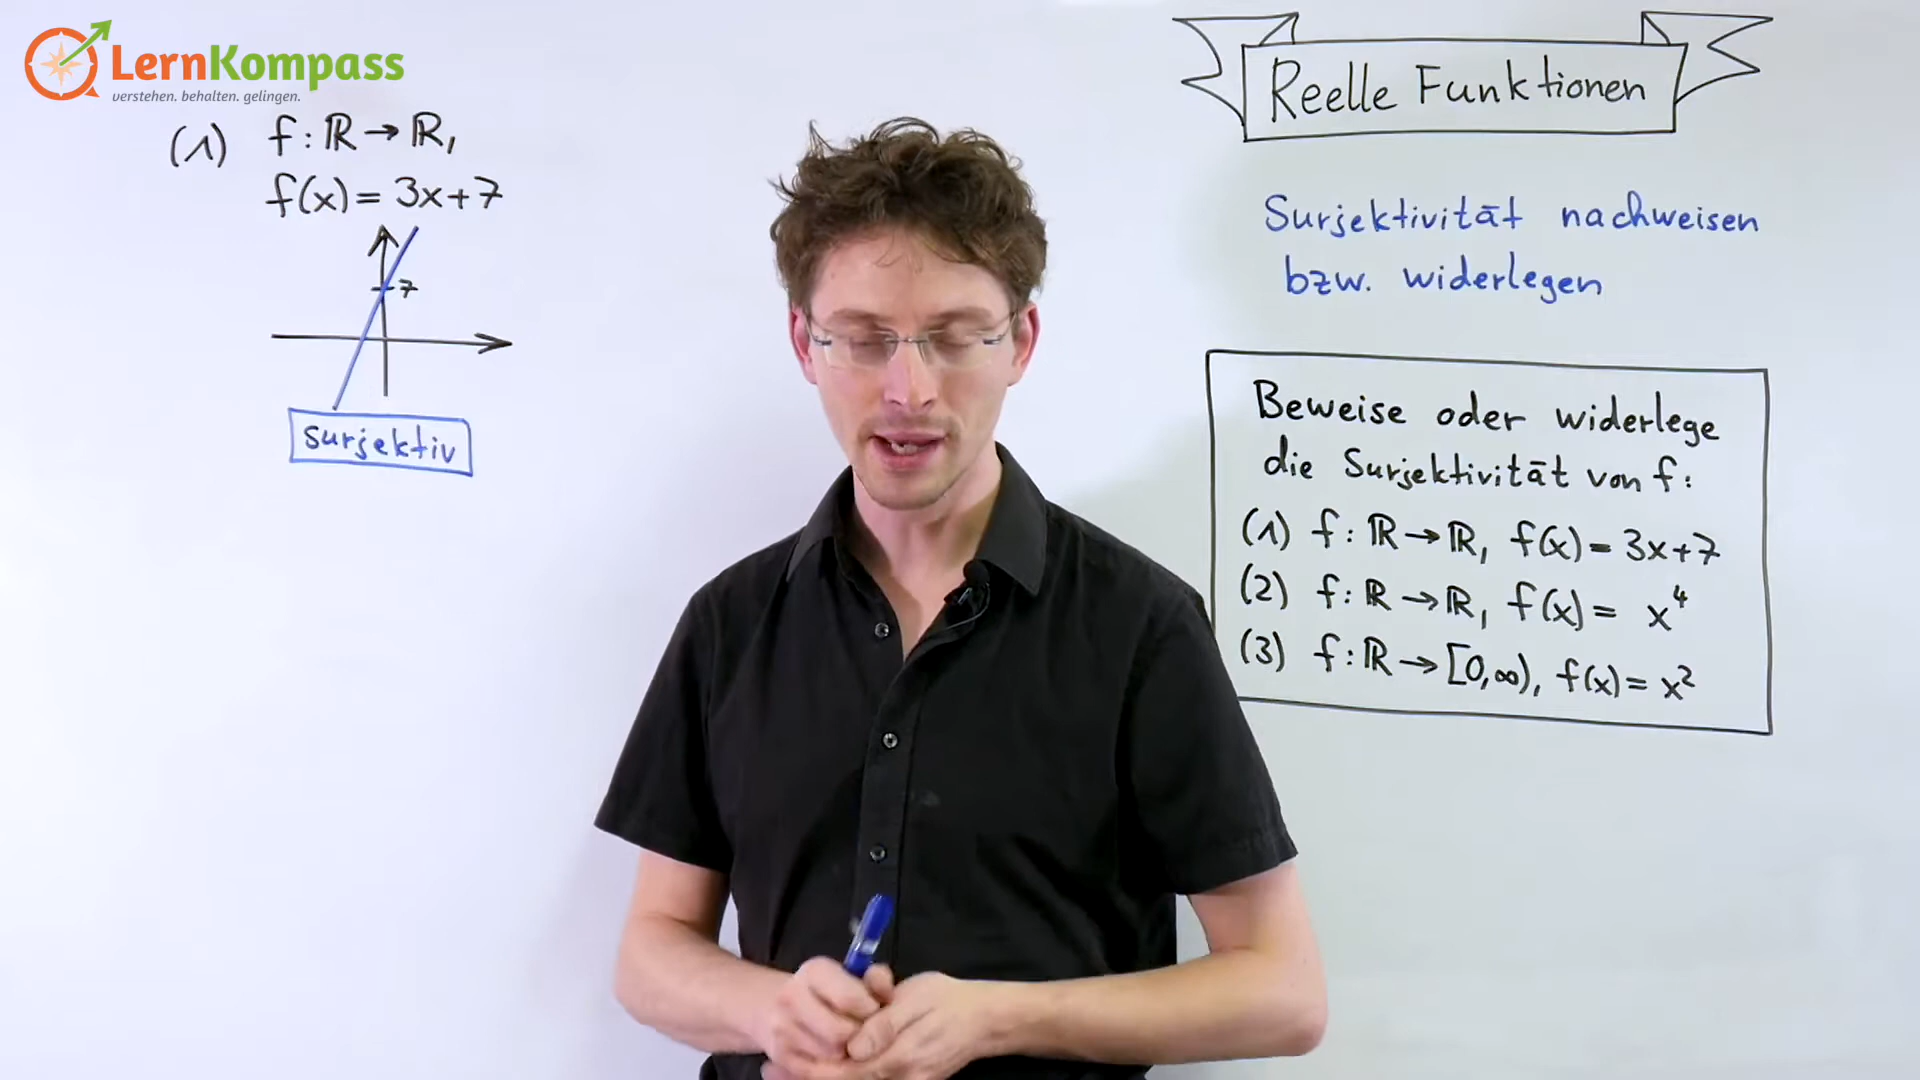 LernKompass
verstehen. behalten. gelingen.
(1) f: ℝ → ℝ,
f(x) = 3x+7
7
surjektiv
Reelle Funktionen
Surjektivität nachweisen
bzw. widerlegen
Beweise oder widerlege
die Surjektivität von f:
(1) f: ℝ → ℝ, f(x) = 3x+7
(2) f: ℝ → ℝ, f(x) = x⁴
(3) f: ℝ → [0,∞), f(x) = x²